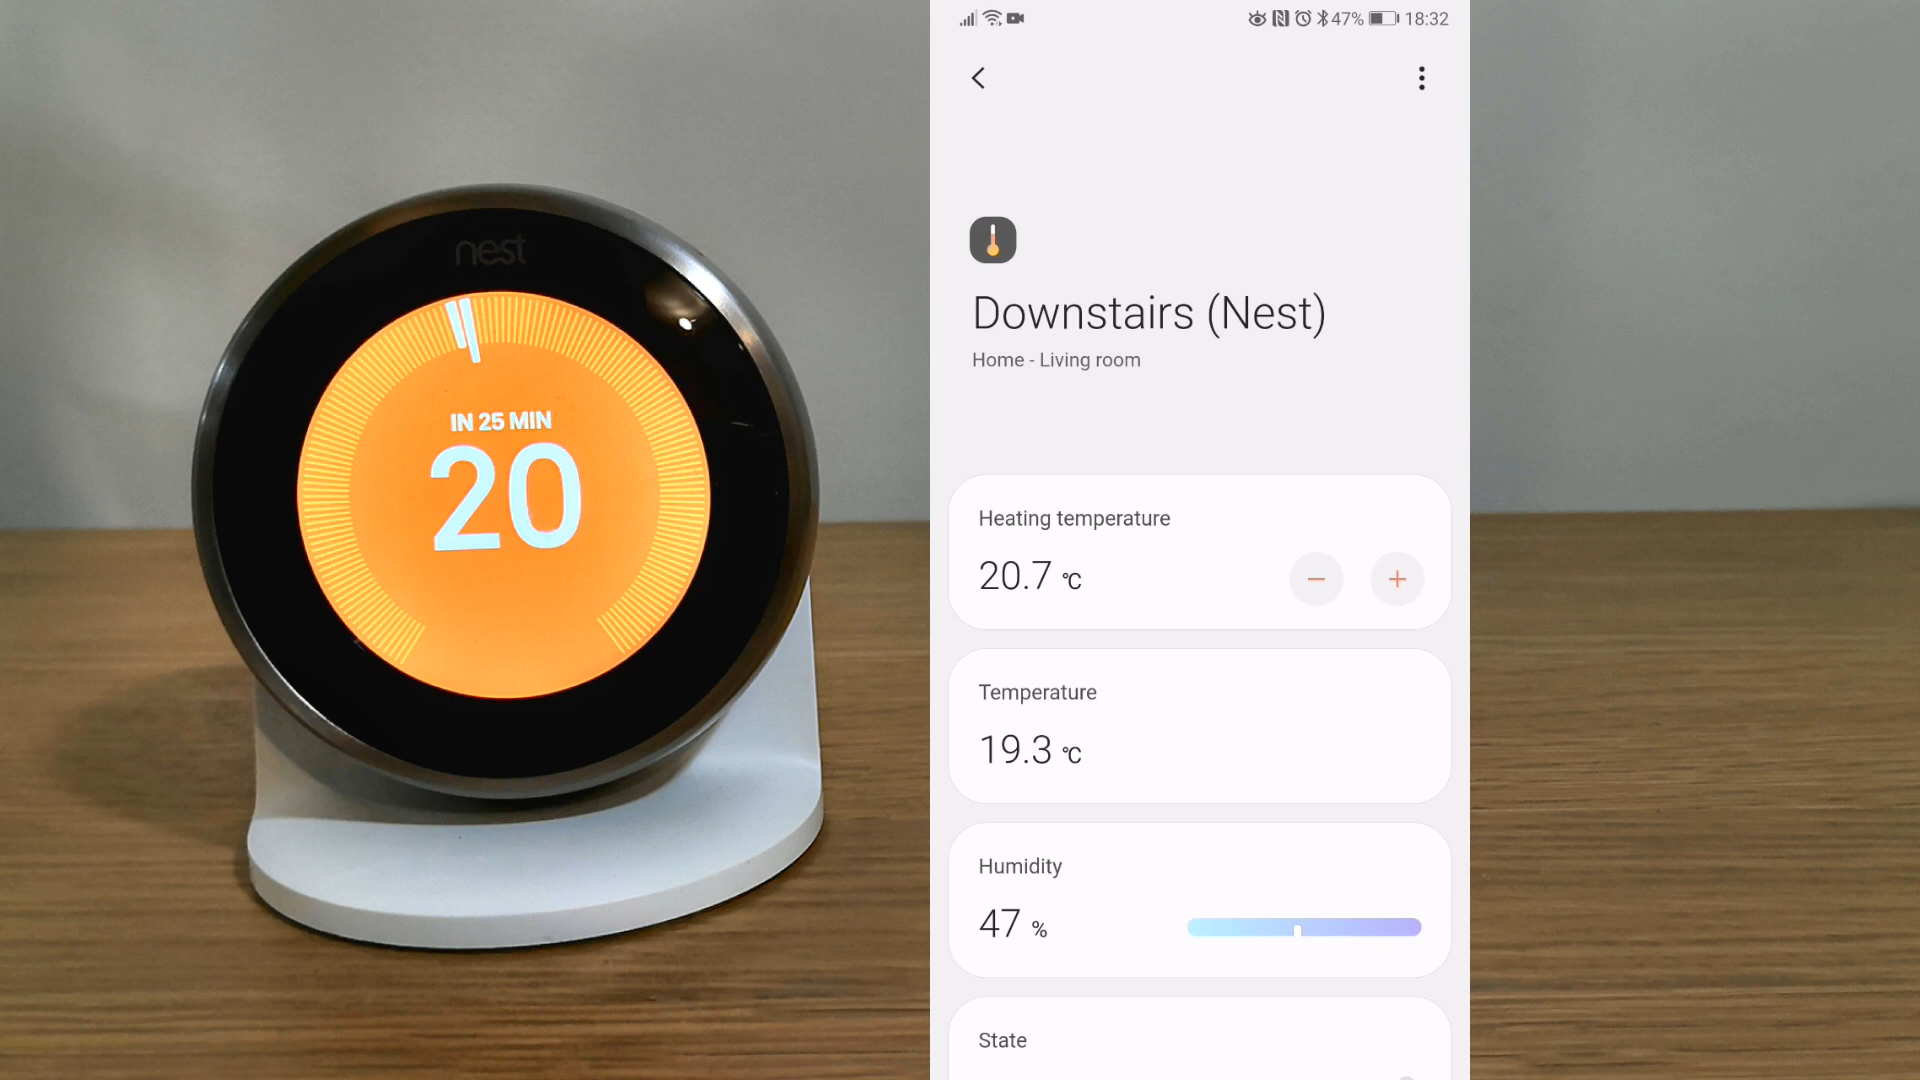 nest
IN 25 MIN
20
47% 18:32
Downstairs (Nest)
Home - Living room
Heating temperature
20.7 °C
Temperature
19.3 °C
Humidity
47 %
State